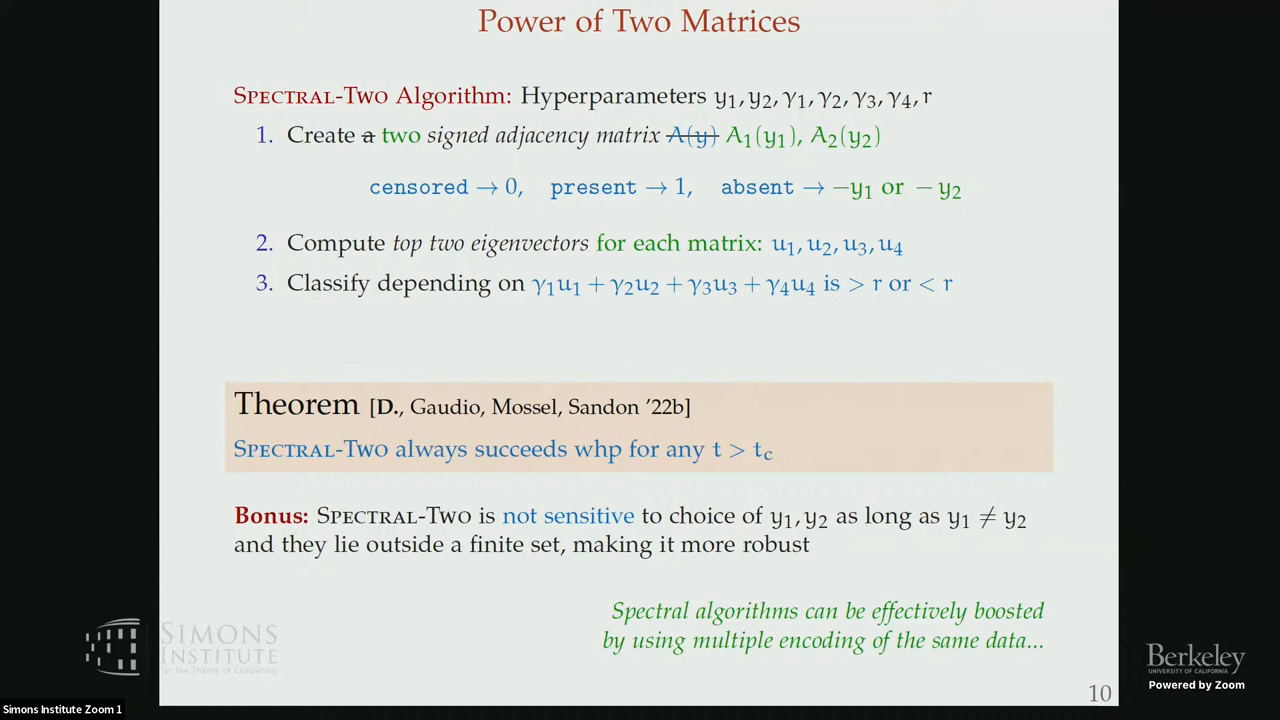 Power of Two Matrices
SPECTRAL-TWO Algorithm: Hyperparameters y₁, y₂, γ₁, γ₂, γ₃, γ₄, r
1. Create a two signed adjacency matrix A(y) A₁(y₁), A₂(y₂)
censored → 0, present → 1, absent → −y₁ or − y₂
2. Compute top two eigenvectors for each matrix: u₁, u₂, u₃, u₄
3. Classify depending on γ₁u₁ + γ₂u₂ + γ₃u₃ + γ₄u₄ is > r or < r
Theorem [D., Gaudio, Mossel, Sandon '22b]
SPECTRAL-TWO always succeeds whp for any t > t_c
Bonus: SPECTRAL-TWO is not sensitive to choice of y₁, y₂ as long as y₁ ≠ y₂
and they lie outside a finite set, making it more robust
Spectral algorithms can be effectively boosted
by using multiple encoding of the same data...
SIMONS
INSTITUTE
for the Theory of Computing
Berkeley
UNIVERSITY OF CALIFORNIA
Powered by Zoom
10
Simons Institute Zoom 1